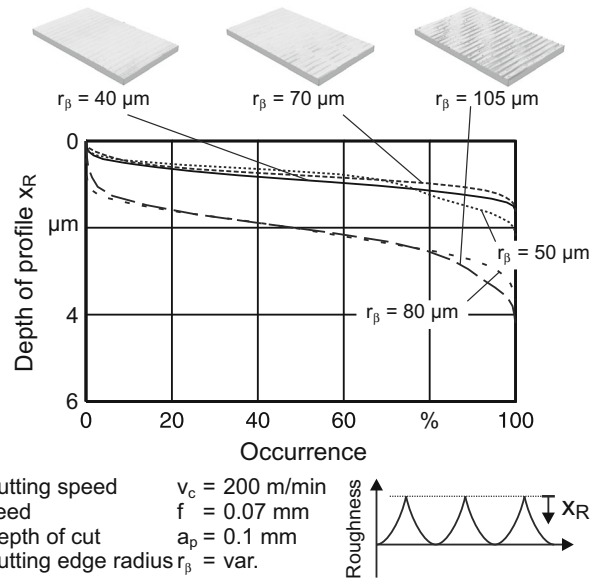 rβ = 40 µm
rβ = 70 µm
rβ = 105 µm
0
µm
4
6
Depth of profile xR
rβ = 50 µm
rβ = 80 µm
0
20
40
60
%
100
Occurrence
utting speed vc = 200 m/min
eed f = 0.07 mm
epth of cut ap = 0.1 mm
utting edge radius rβ = var.
Roughness
xR